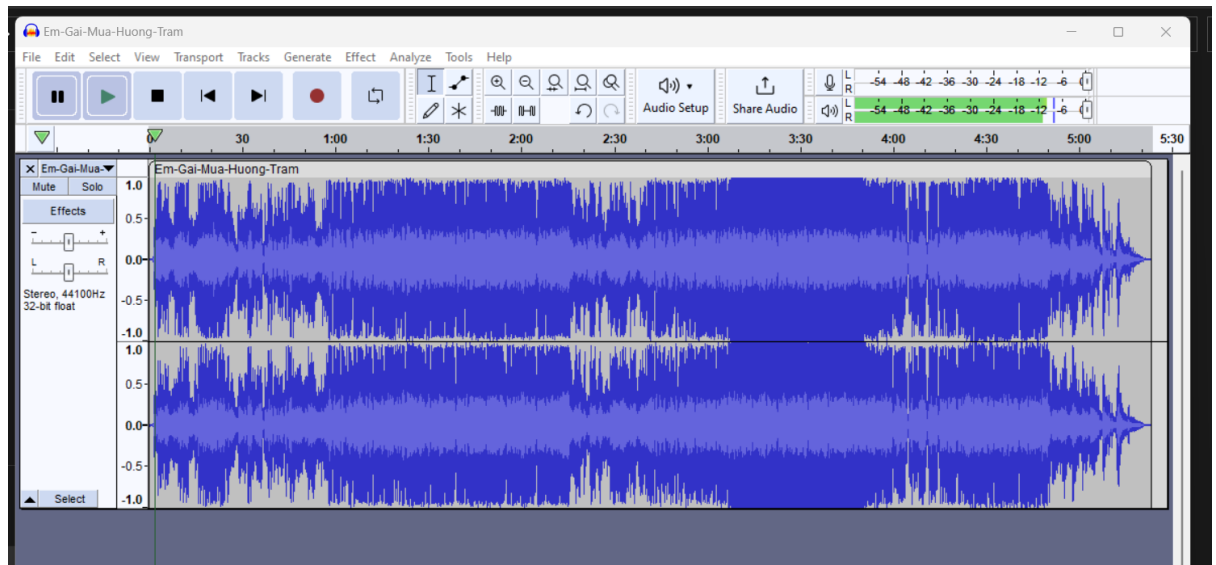 Em-Gai-Mua-Huong-Tram
File Edit Select View Transport Tracks Generate Effect Analyze Tools Help
L R -54 -48 -42 -36 -30 -24 -18 -12 -6 0
Audio Setup
Share Audio
L R -54 -48 -42 -36 -30 -24 -18 -12 -6 0
0 30 1:00 1:30 2:00 2:30 3:00 3:30 4:00 4:30 5:00 5:30
Em-Gai-Mua-
Em-Gai-Mua-Huong-Tram
Mute Solo
Effects
- +
L R
Stereo, 44100Hz
32-bit float
Select
1.0
0.5
0.0
-0.5
-1.0
1.0
0.5
0.0
-0.5
-1.0